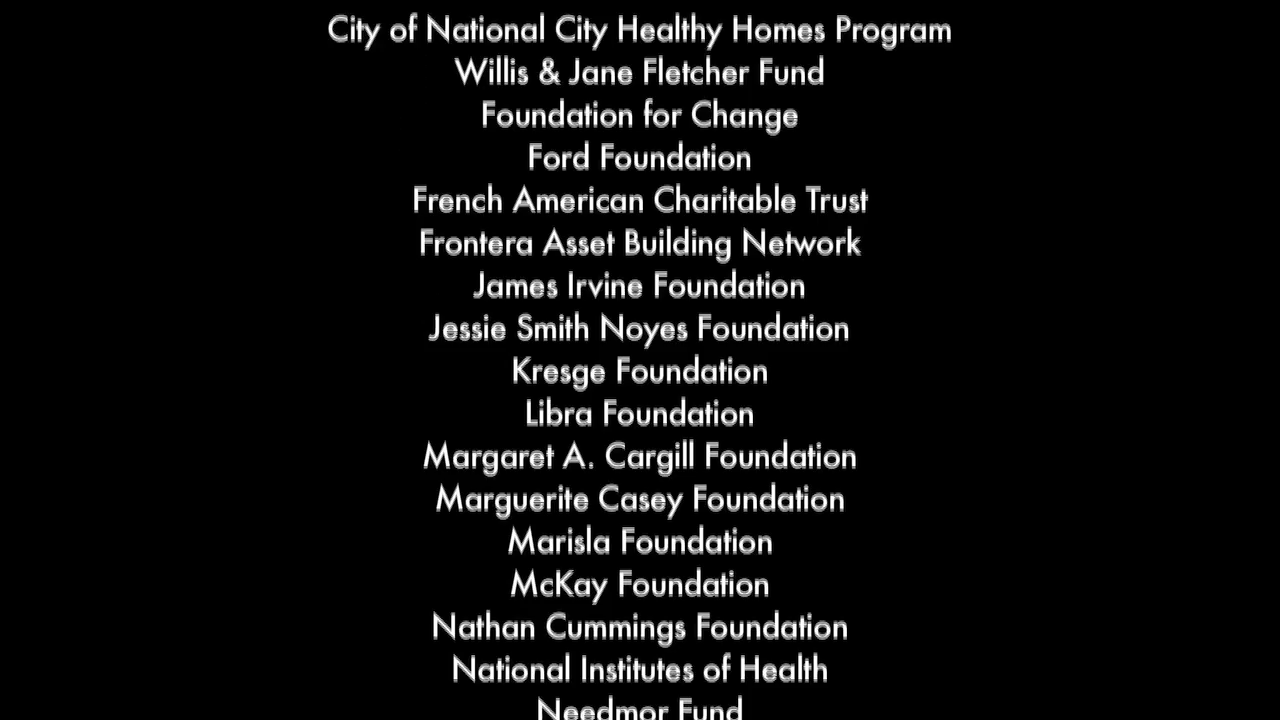 City of National City Healthy Homes Program
Willis & Jane Fletcher Fund
Foundation for Change
Ford Foundation
French American Charitable Trust
Frontera Asset Building Network
James Irvine Foundation
Jessie Smith Noyes Foundation
Kresge Foundation
Libra Foundation
Margaret A. Cargill Foundation
Marguerite Casey Foundation
Marisla Foundation
McKay Foundation
Nathan Cummings Foundation
National Institutes of Health
Needmor Fund